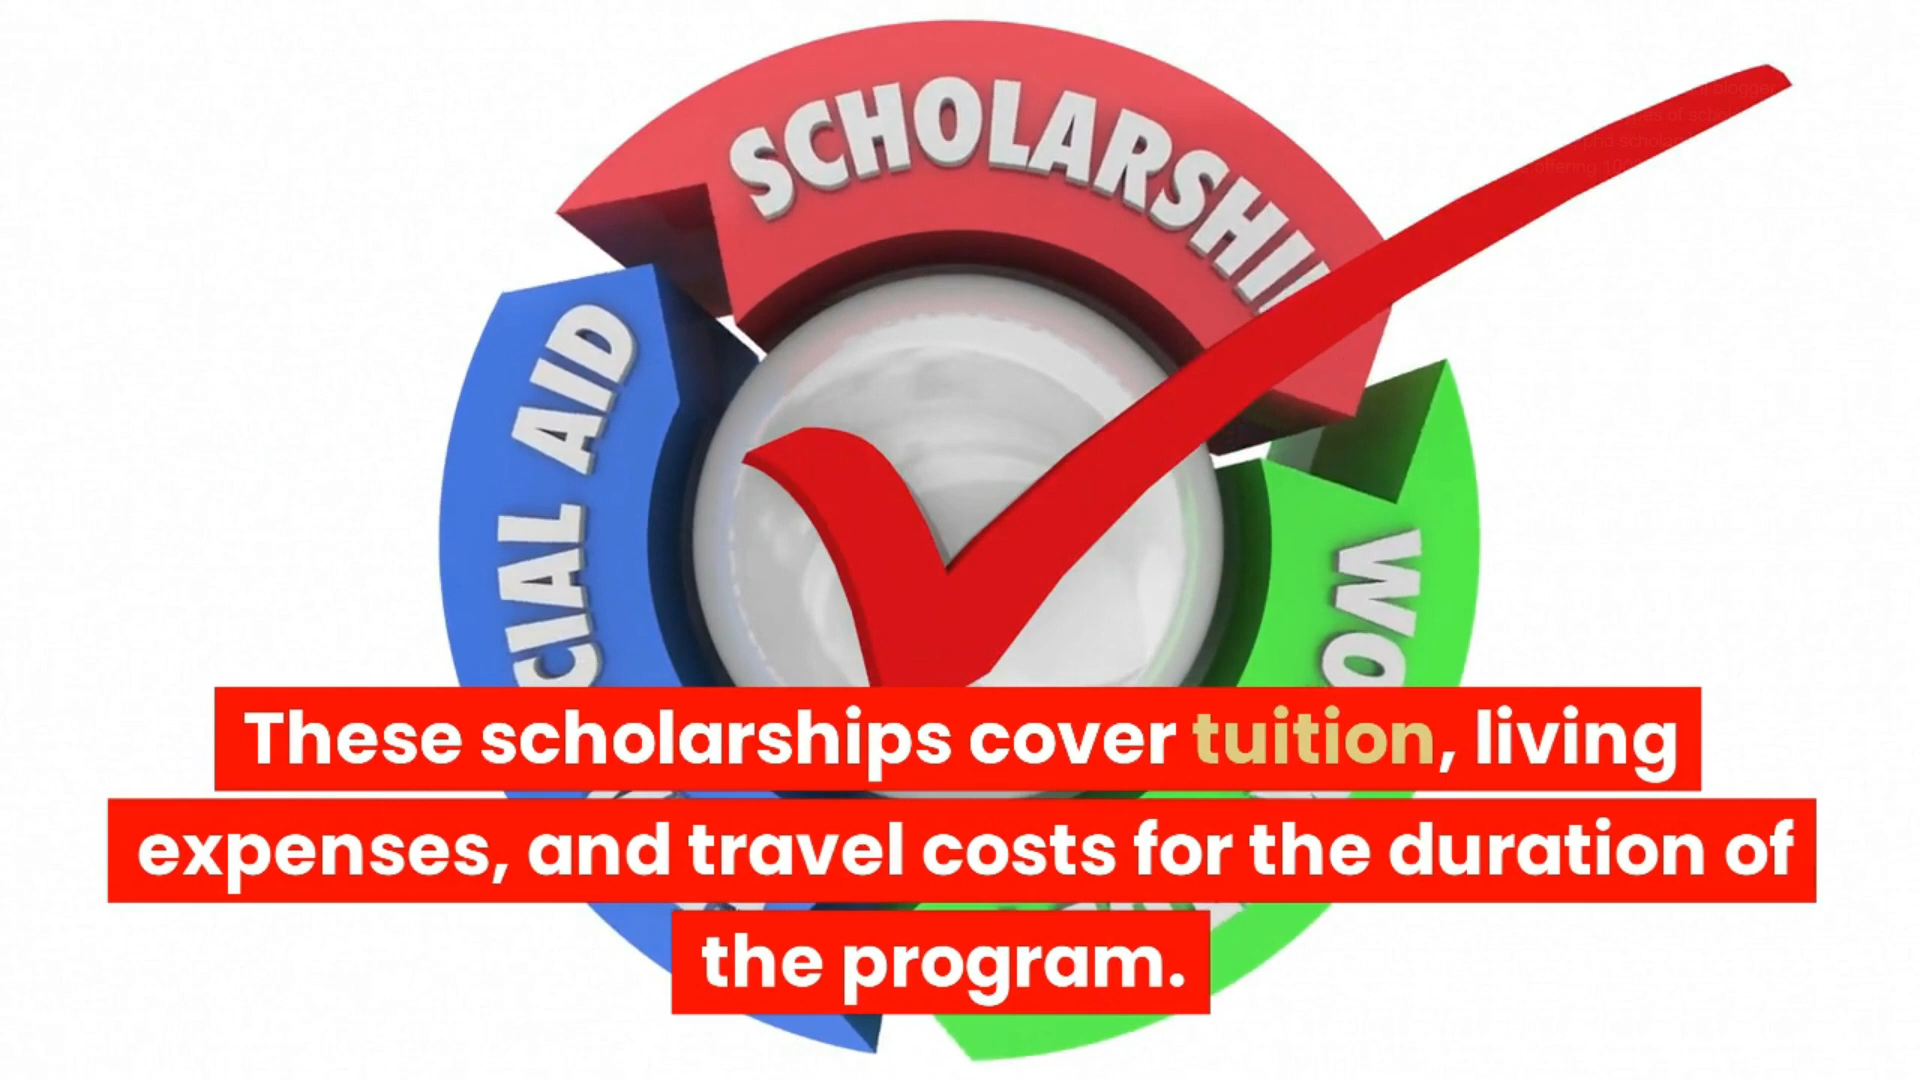 SCHOLARSHI
CIAL AID
WO
These scholarships cover tuition, living
expenses, and travel costs for the duration of
the program.